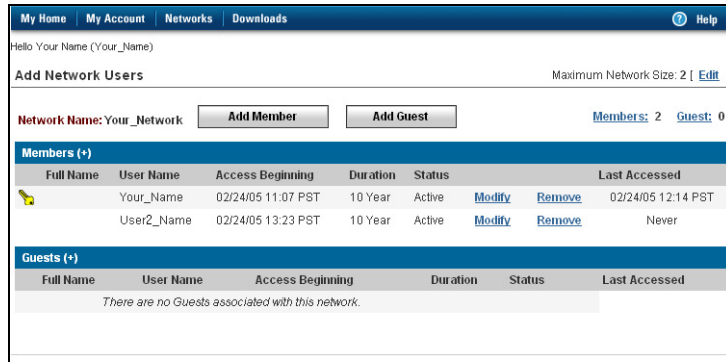 My Home My Account Networks Downloads ? Help
Hello Your Name (Your_Name)
Add Network Users Maximum Network Size: 2 [ Edit
Network Name: Your_Network Add Member Add Guest Members: 2 Guest: 0
Members (+)
Full Name User Name Access Beginning Duration Status Last Accessed
Your_Name 02/24/05 11:07 PST 10 Year Active Modify Remove 02/24/05 12:14 PST
User2_Name 02/24/05 13:23 PST 10 Year Active Modify Remove Never
Guests (+)
Full Name User Name Access Beginning Duration Status Last Accessed
There are no Guests associated with this network.